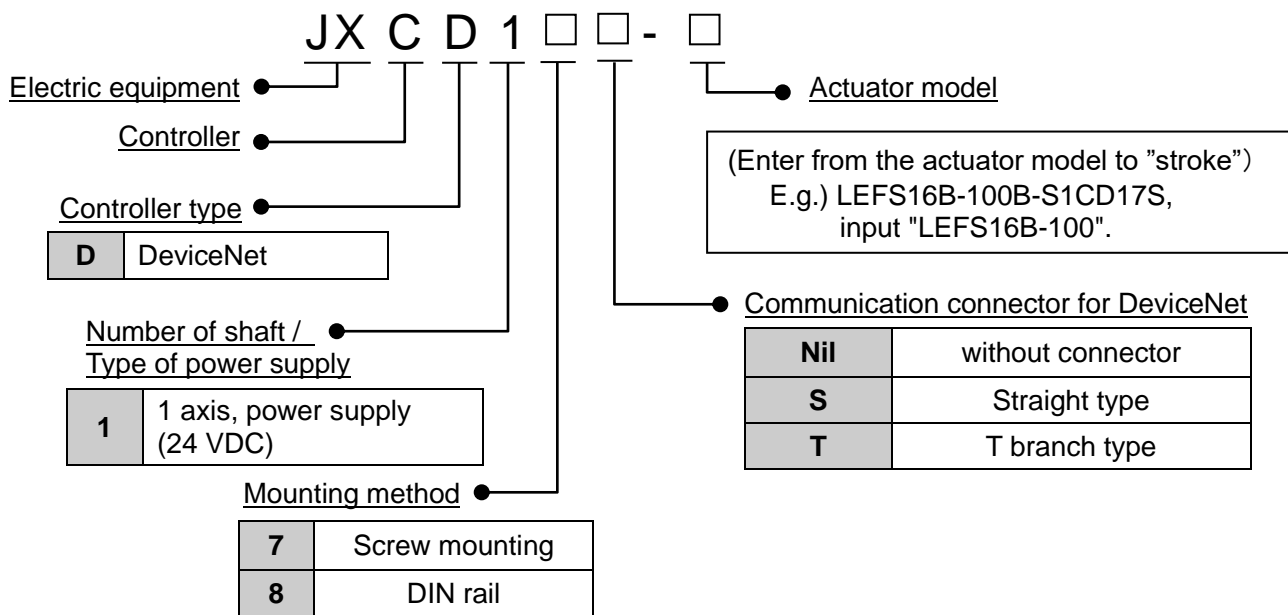 JX C D 1 □ □ - □
Electric equipment
Controller
Controller type
D DeviceNet
Number of shaft /
Type of power supply
1 1 axis, power supply
(24 VDC)
Mounting method
7 Screw mounting
8 DIN rail
Actuator model
(Enter from the actuator model to ”stroke”)
E.g.) LEFS16B-100B-S1CD17S,
input "LEFS16B-100".
Communication connector for DeviceNet
Nil without connector
S Straight type
T T branch type